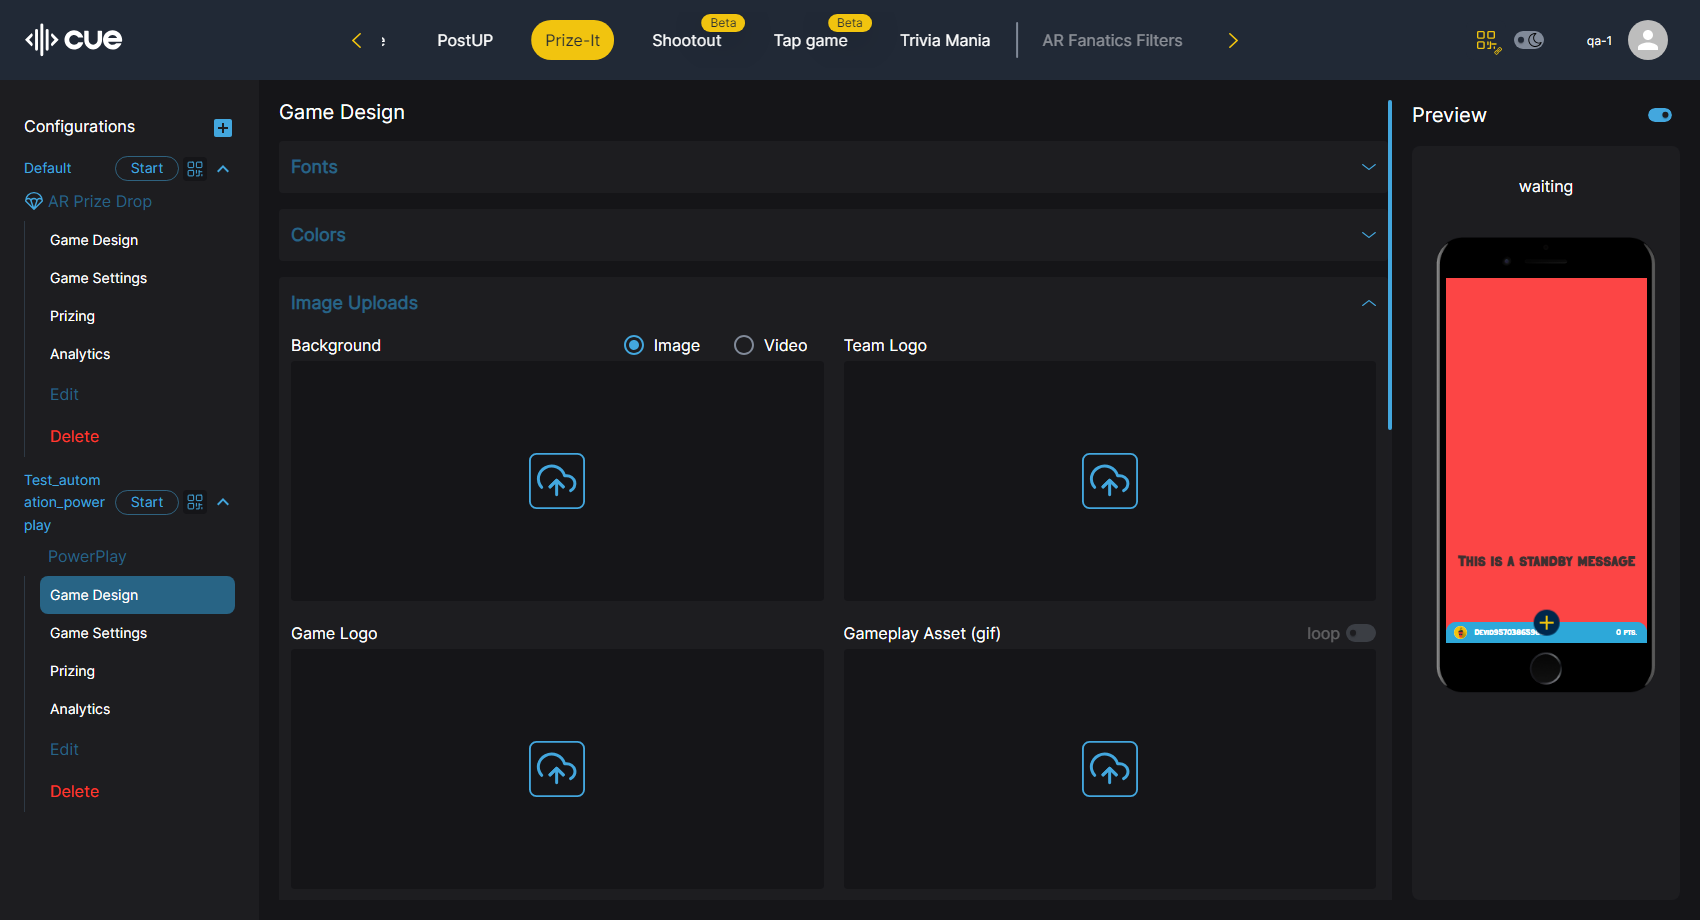 cue
PostUP
Prize-It
Beta
Shootout
Beta
Tap game
Trivia Mania
AR Fanatics Filters
qa-1
Configurations
Default
Start
AR Prize Drop
Game Design
Game Settings
Prizing
Analytics
Edit
Delete
Test_autom
ation_power
play
Start
PowerPlay
Game Design
Game Settings
Prizing
Analytics
Edit
Delete
Game Design
Fonts
Colors
Image Uploads
Background
Image
Video
Team Logo
Game Logo
Gameplay Asset (gif)
loop
Preview
waiting
This is a standby message
0 pts.